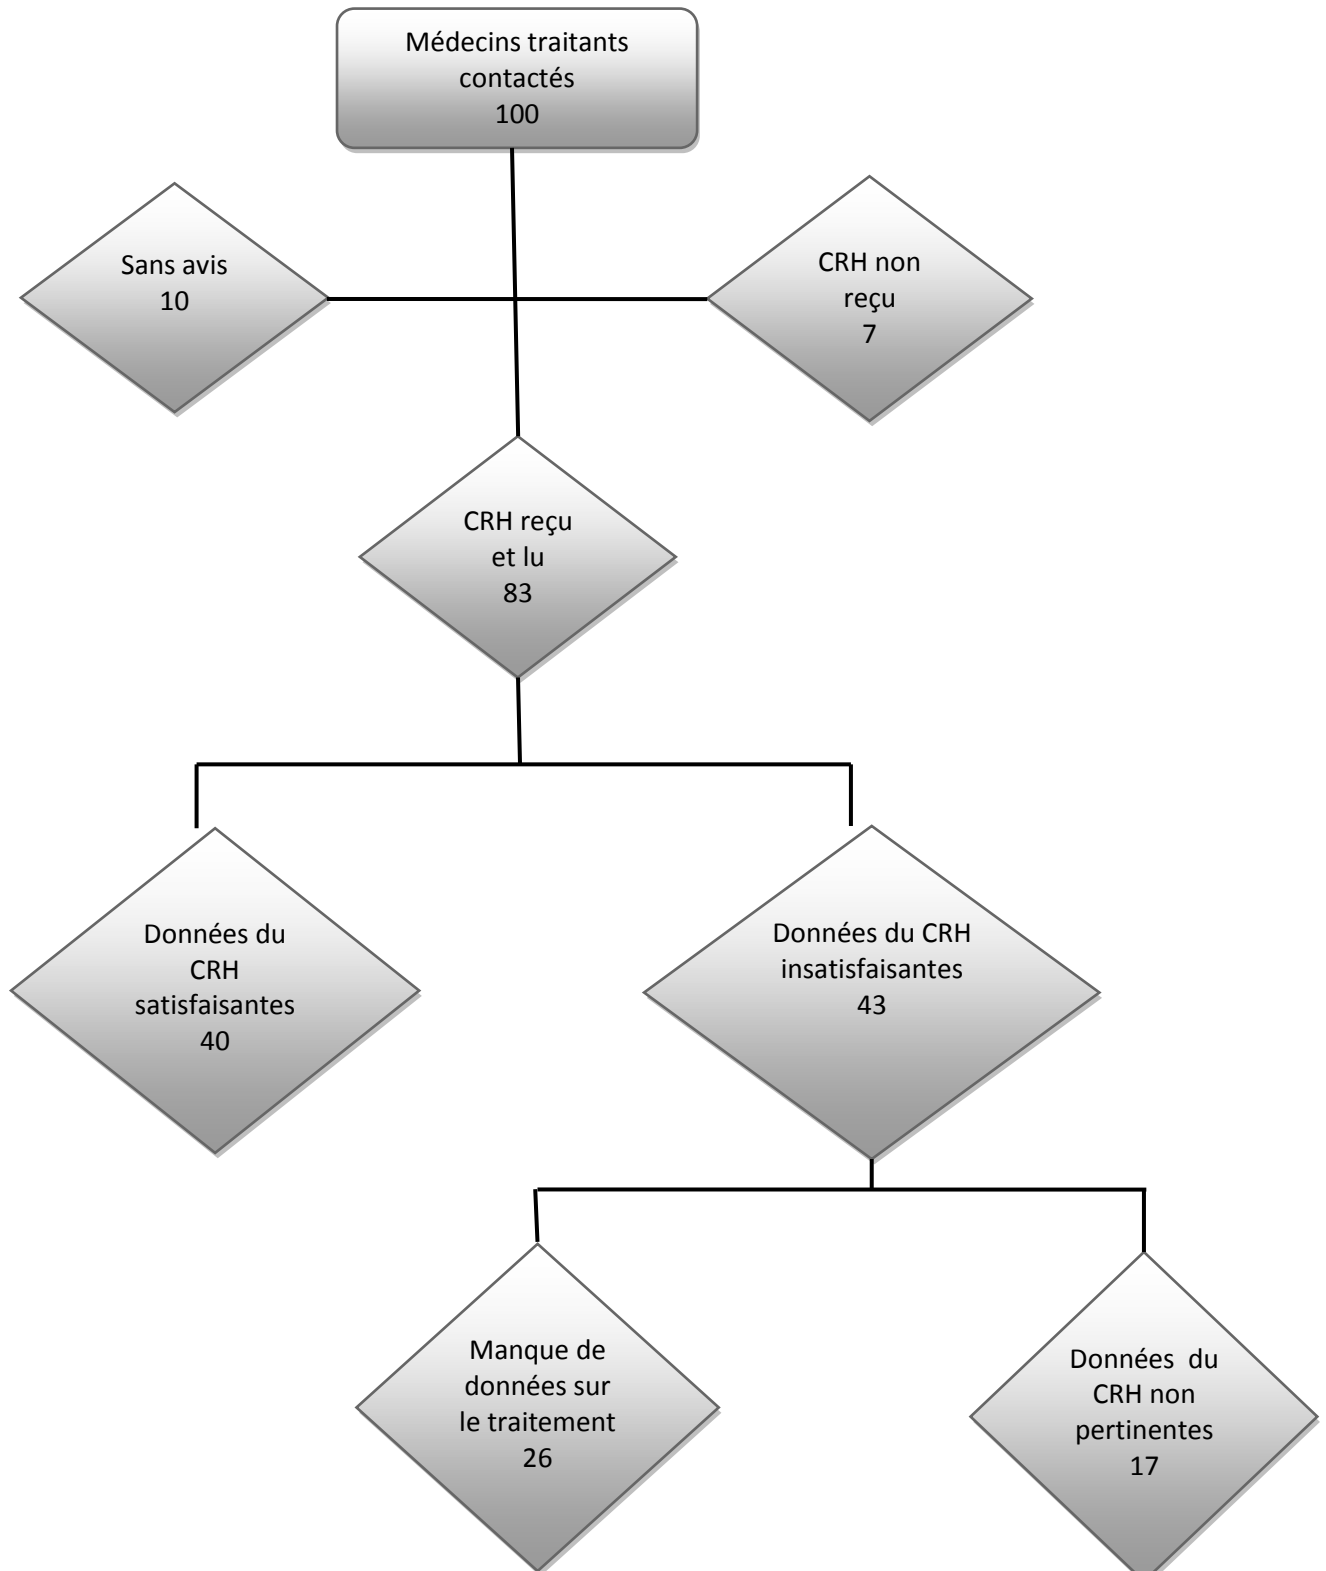 Médecins traitants
contactés
100
Sans avis
10
CRH non
reçu
7
CRH reçu
et lu
83
Données du
CRH
satisfaisantes
40
Données du CRH
insatisfaisantes
43
Manque de
données sur
le traitement
26
Données  du
CRH non
pertinentes
17